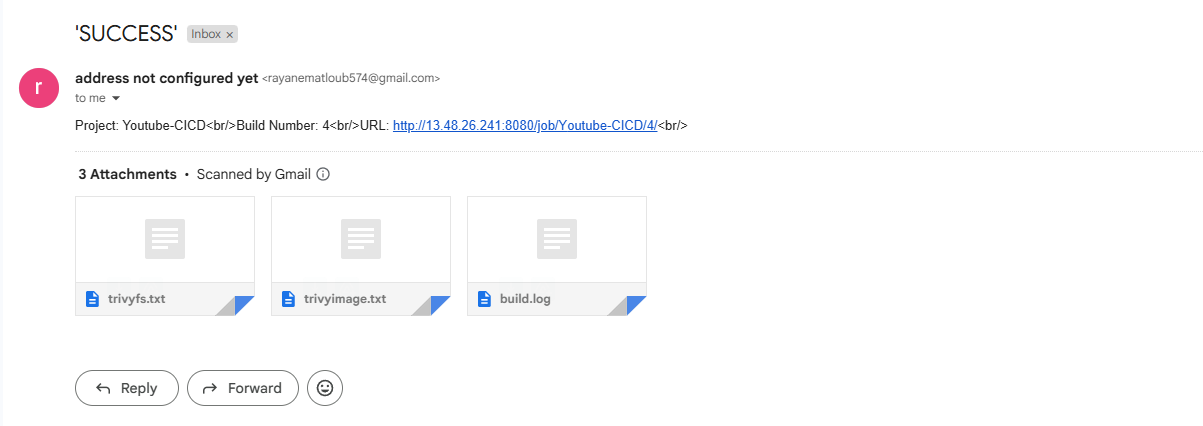 'SUCCESS' Inbox ×
r
address not configured yet <rayanematloub574@gmail.com>
to me
Project: Youtube-CICD<br/>Build Number: 4<br/>URL: http://13.48.26.241:8080/job/Youtube-CICD/4/<br/>
3 Attachments • Scanned by Gmail
trivyfs.txt
trivyimage.txt
build.log
Reply
Forward